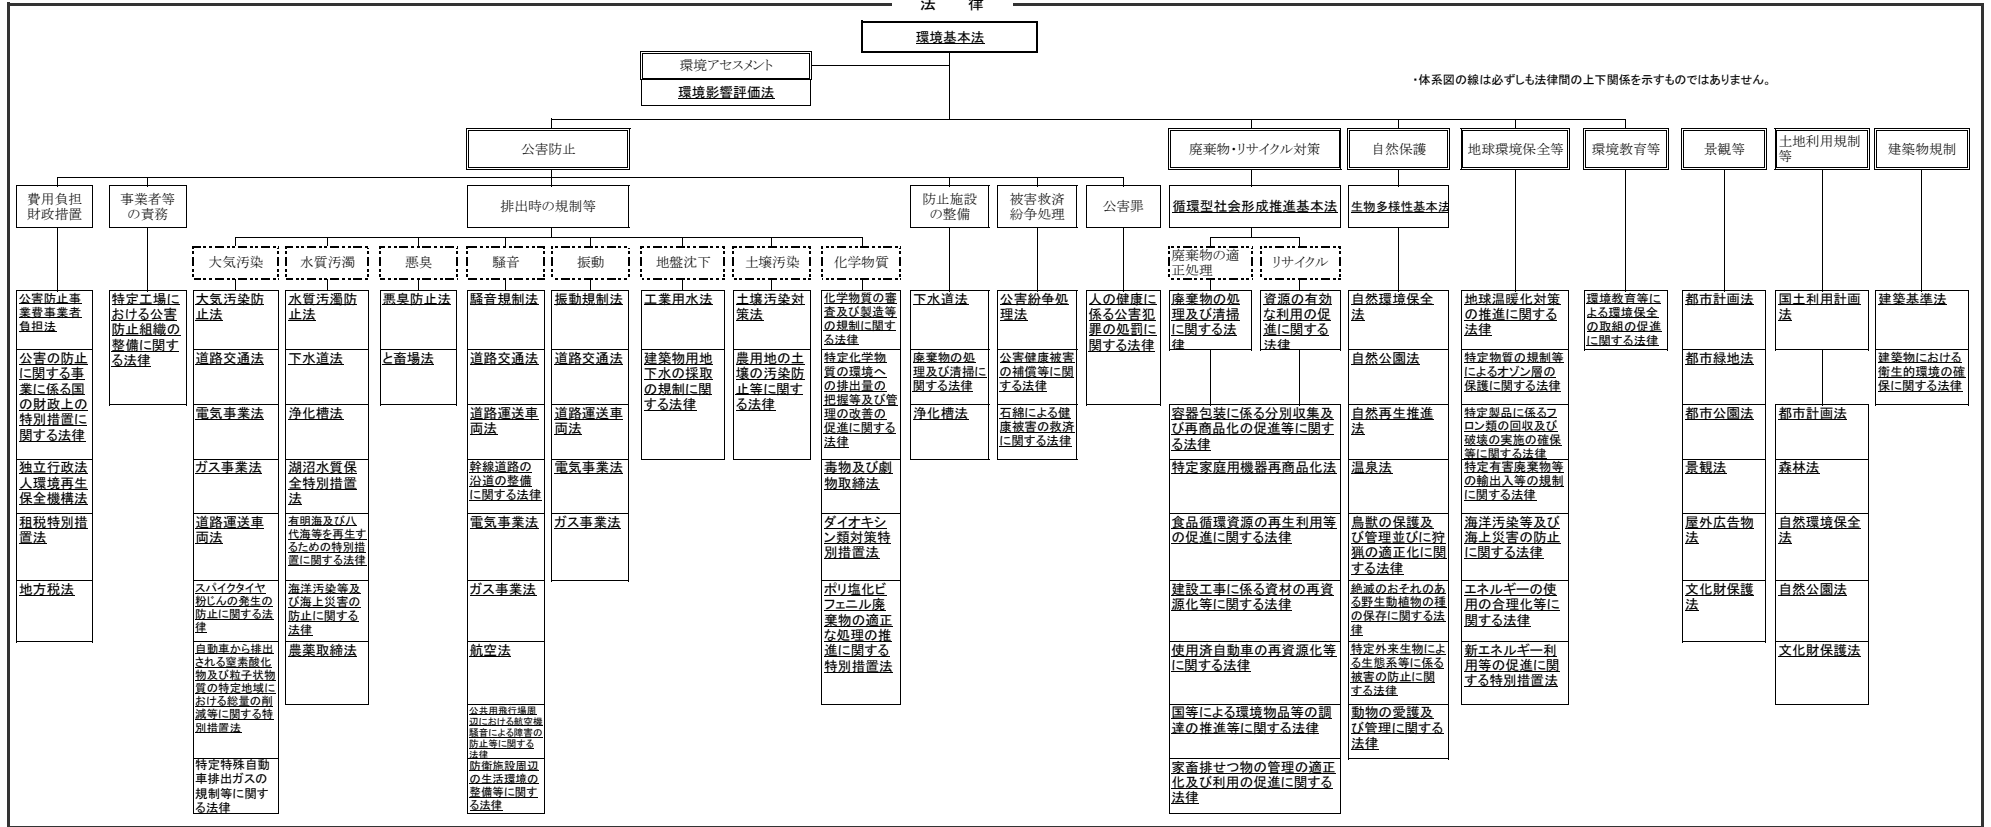 法　律
環境基本法
環境アセスメント
環境影響評価法
・体系図の線は必ずしも法律間の上下関係を示すものではありません。
公害防止
廃棄物・リサイクル対策
自然保護
地球環境保全等
環境教育等
景観等
土地利用規制
等
建築物規制
費用負担
財政措置
事業者等
の責務
排出時の規制等
防止施設
の整備
被害救済
紛争処理
公害罪
循環型社会形成推進基本法
生物多様性基本法
大気汚染
水質汚濁
悪臭
騒音
振動
地盤沈下
土壌汚染
化学物質
廃棄物の適
正処理
リサイクル
公害防止事
業費事業者
負担法
公害の防止
に関する事
業に係る国
の財政上の
特別措置に
関する法律
独立行政法
人環境再生
保全機構法
租税特別措
置法
地方税法
特定工場に
おける公害
防止組織の
整備に関す
る法律
大気汚染防
止法
道路交通法
電気事業法
ガス事業法
道路運送車
両法
スパイクタイヤ
粉じんの発生の
防止に関する法
律
自動車から排出
される窒素酸化
物及び粒子状物
質の特定地域に
おける総量の削
減等に関する特
別措置法
特定特殊自動
車排出ガスの
規制等に関す
る法律
水質汚濁防
止法
下水道法
浄化槽法
湖沼水質保
全特別措置
法
有明海及び八
代海等を再生す
るための特別措
置に関する法律
海洋汚染等及
び海上災害の
防止に関する
法律
農薬取締法
悪臭防止法
と畜場法
騒音規制法
道路交通法
道路運送車
両法
幹線道路の
沿道の整備
に関する法律
電気事業法
ガス事業法
航空法
公共用飛行場周
辺における航空機
騒音による障害の
防止等に関する
法律
防衛施設周辺
の生活環境の
整備等に関す
る法律
振動規制法
道路交通法
道路運送車
両法
電気事業法
ガス事業法
工業用水法
建築物用地
下水の採取
の規制に関
する法律
土壌汚染対
策法
農用地の土
壌の汚染防
止等に関する
法律
化学物質の審
査及び製造等
の規制に関す
る法律
特定化学物
質の環境へ
の排出量の
把握等及び管
理の改善の
促進に関する
法律
毒物及び劇
物取締法
ダイオキシ
ン類対策特
別措置法
ポリ塩化ビ
フェニル廃
棄物の適正
な処理の推
進に関する
特別措置法
下水道法
廃棄物の処
理及び清掃に
関する法律
浄化槽法
公害紛争処
理法
公害健康被害
の補償等に関
する法律
石綿による健
康被害の救済
に関する法律
人の健康に
係る公害犯
罪の処罰に
関する法律
廃棄物の処
理及び清掃
に関する法
律
資源の有効
な利用の促
進に関する
法律
容器包装に係る分別収集及
び再商品化の促進等に関す
る法律
特定家庭用機器再商品化法
食品循環資源の再生利用等
の促進に関する法律
建設工事に係る資材の再資
源化等に関する法律
使用済自動車の再資源化等
に関する法律
国等による環境物品等の調
達の推進等に関する法律
家畜排せつ物の管理の適正
化及び利用の促進に関する
法律
自然環境保全
法
自然公園法
自然再生推進
法
温泉法
鳥獣の保護及
び管理並びに狩
猟の適正化に関
する法律
絶滅のおそれのあ
る野生動植物の種
の保存に関する法
律
特定外来生物によ
る生態系等に係る
被害の防止に関
する法律
動物の愛護及
び管理に関する
法律
地球温暖化対策
の推進に関する
法律
特定物質の規制等
によるオゾン層の
保護に関する法律
特定製品に係るフ
ロン類の回収及び
破壊の実施の確保
等に関する法律
特定有害廃棄物等
の輸出入等の規制
に関する法律
海洋汚染等及び
海上災害の防止
に関する法律
エネルギーの使
用の合理化等に
関する法律
新エネルギー利
用等の促進に関
する特別措置法
環境教育等に
よる環境保全
の取組の促進
に関する法律
都市計画法
都市緑地法
都市公園法
景観法
屋外広告物
法
文化財保護
法
国土利用計画
法
都市計画法
森林法
自然環境保全
法
自然公園法
文化財保護法
建築基準法
建築物における
衛生的環境の確
保に関する法律